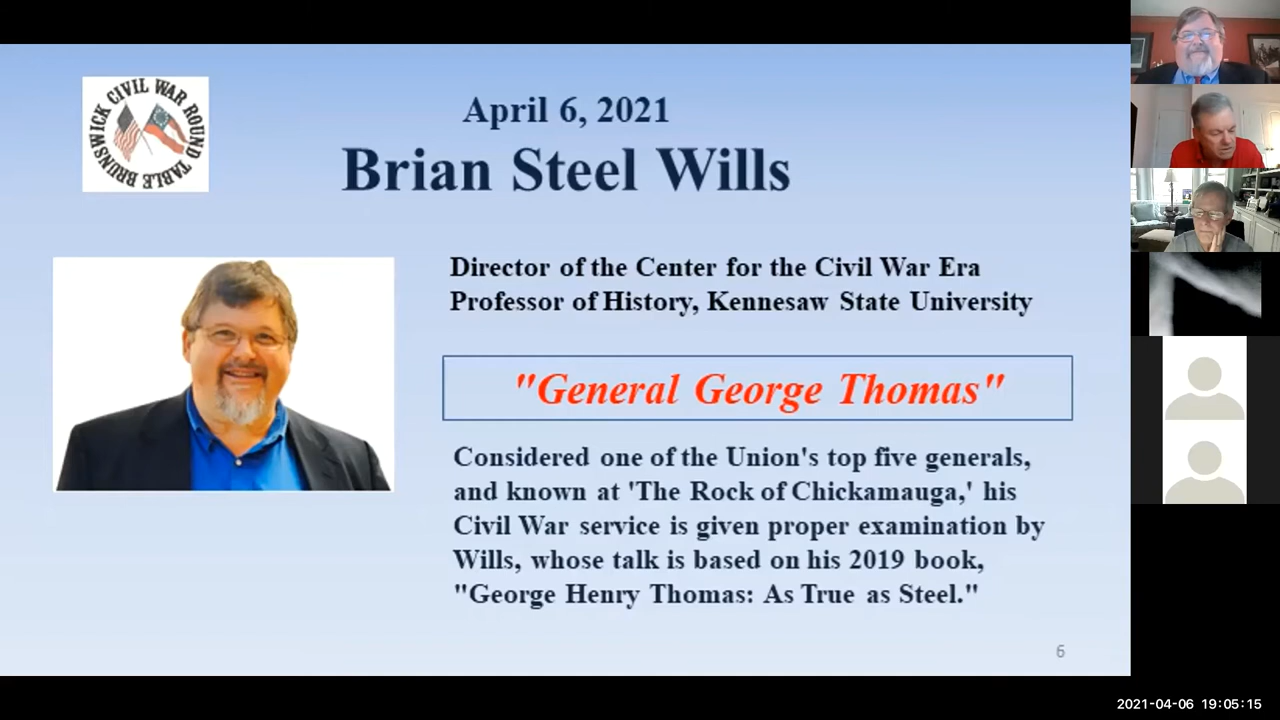 BRUNSWICK CIVIL WAR ROUND TABLE
April 6, 2021
Brian Steel Wills
Director of the Center for the Civil War Era
Professor of History, Kennesaw State University
"General George Thomas"
Considered one of the Union's top five generals,
and known at 'The Rock of Chickamauga,' his
Civil War service is given proper examination by
Wills, whose talk is based on his 2019 book,
"George Henry Thomas: As True as Steel."
6
2021-04-06 19:05:15